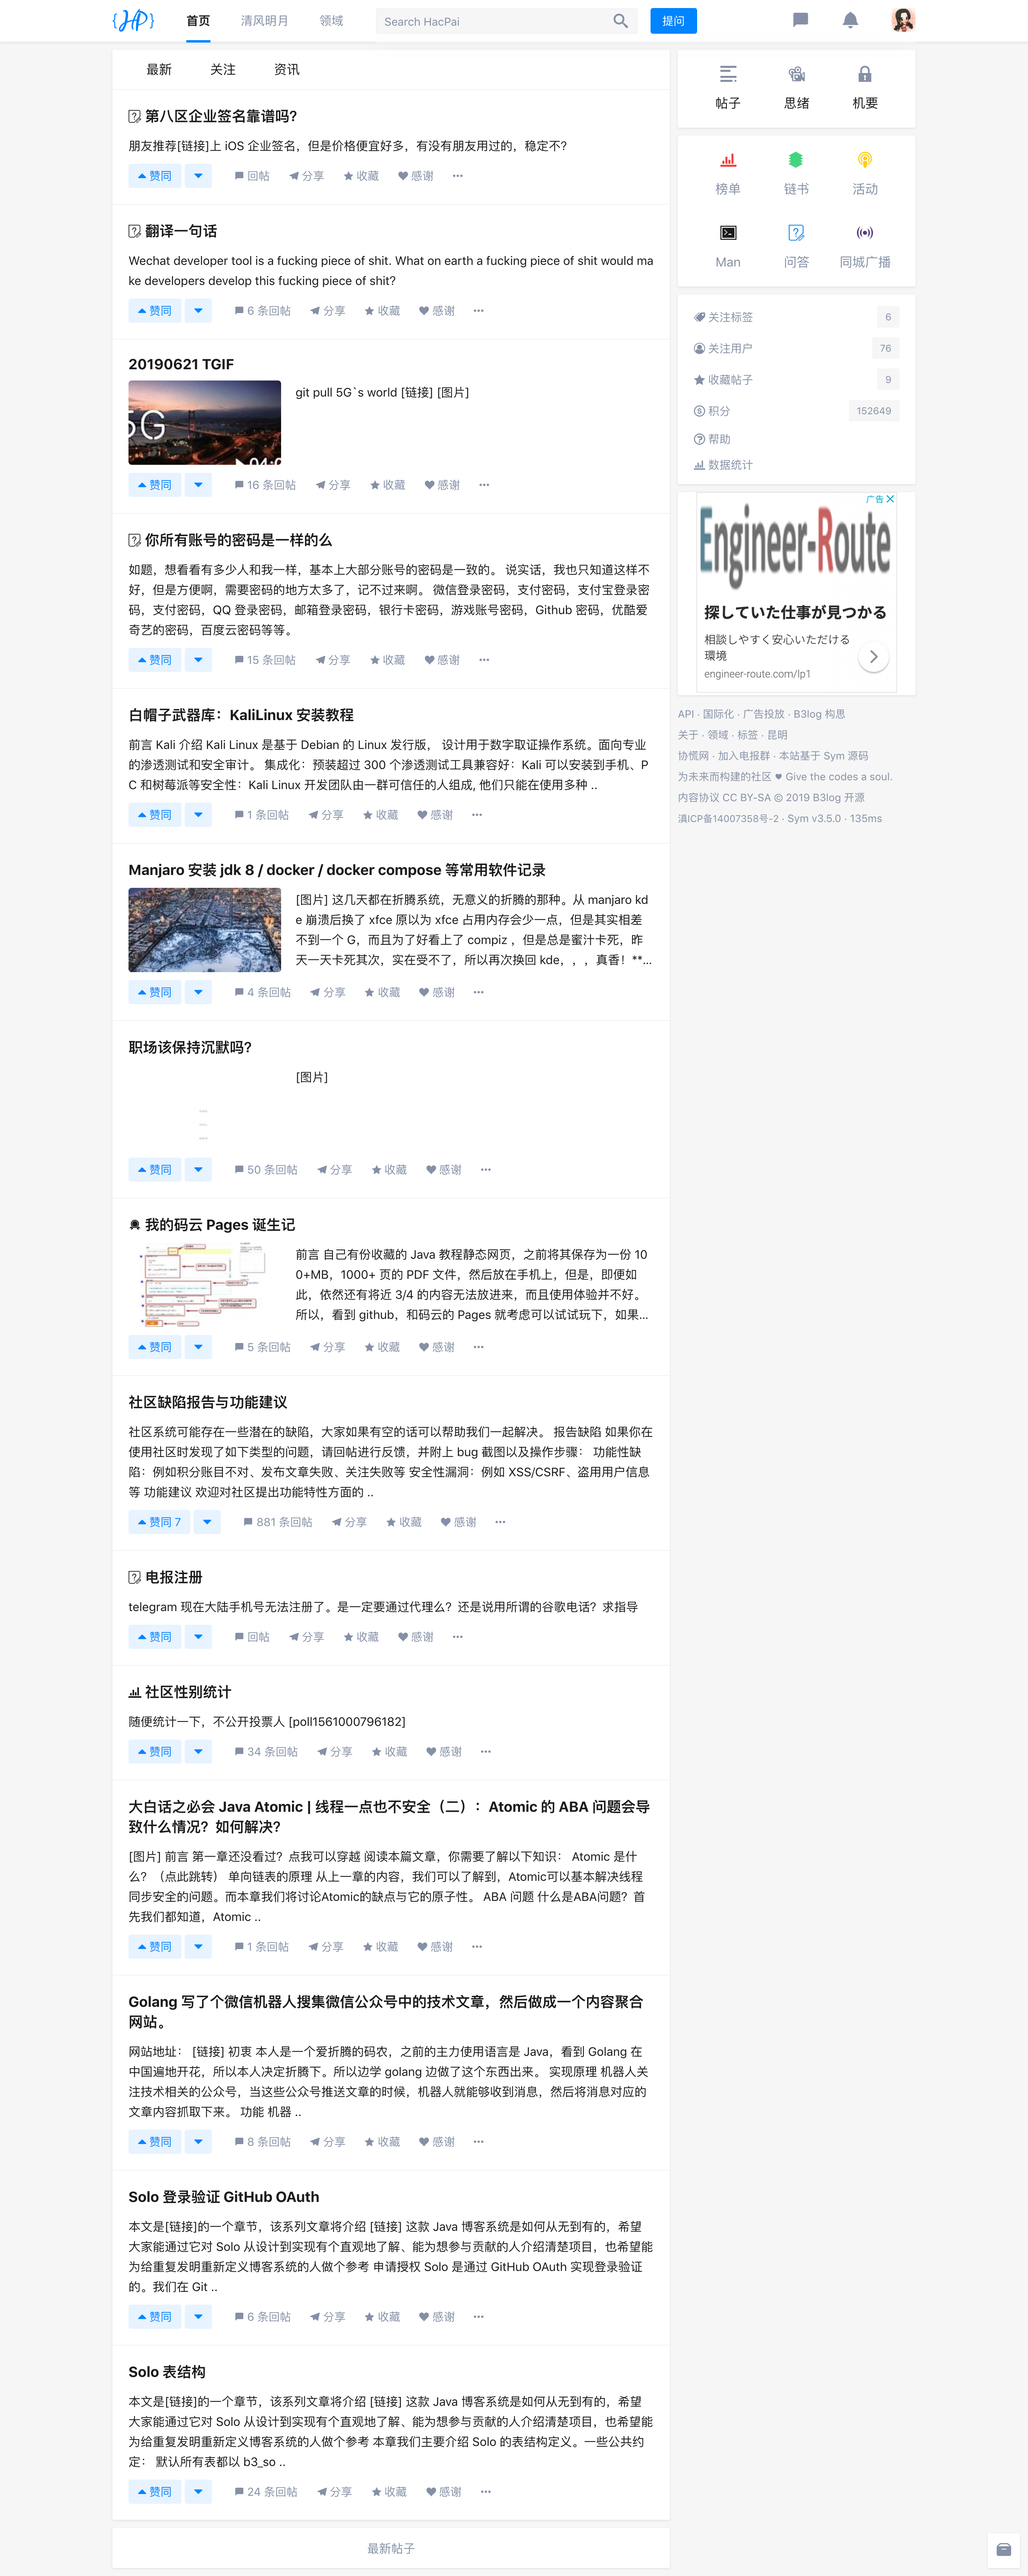 HP
首页
清风明月
领域
Search HacPai
提问
最新
关注
资讯
第八区企业签名靠谱吗?
朋友推荐[链接]上 iOS 企业签名，但是价格便宜好多，有没有朋友用过的，稳定不?
赞同
回帖
分享
收藏
感谢
翻译一句话
Wechat developer tool is a fucking piece of shit. What on earth a fucking piece of shit would ma
ke developers develop this fucking piece of shit?
赞同
6 条回帖
分享
收藏
感谢
20190621 TGIF
5G
git pull 5G`s world [链接] [图片]
赞同
16 条回帖
分享
收藏
感谢
你所有账号的密码是一样的么
如题，想看看有多少人和我一样，基本上大部分账号的密码是一致的。 说实话，我也只知道这样不
好，但是方便啊，需要密码的地方太多了，记不过来啊。 微信登录密码，支付密码，支付宝登录密
码，支付密码，QQ 登录密码，邮箱登录密码，银行卡密码，游戏账号密码，Github 密码，优酷爱
奇艺的密码，百度云密码等等。
赞同
15 条回帖
分享
收藏
感谢
白帽子武器库：KaliLinux 安装教程
前言 Kali 介绍 Kali Linux 是基于 Debian 的 Linux 发行版， 设计用于数字取证操作系统。面向专业
的渗透测试和安全审计。 集成化：预装超过 300 个渗透测试工具兼容好：Kali 可以安装到手机、P
C 和树莓派等安全性：Kali Linux 开发团队由一群可信任的人组成, 他们只能在使用多种 ..
赞同
1 条回帖
分享
收藏
感谢
Manjaro 安装 jdk 8 / docker / docker compose 等常用软件记录
[图片] 这几天都在折腾系统，无意义的折腾的那种。从 manjaro kd
e 崩溃后换了 xfce 原以为 xfce 占用内存会少一点，但是其实相差
不到一个 G，而且为了好看上了 compiz ，但是总是蜜汁卡死，昨
天一天卡死其次，实在受不了，所以再次换回 kde，，，真香！**...
赞同
4 条回帖
分享
收藏
感谢
职场该保持沉默吗?
[图片]
赞同
50 条回帖
分享
收藏
感谢
我的码云 Pages 诞生记
前言 自己有份收藏的 Java 教程静态网页，之前将其保存为一份 10
0+MB，1000+ 页的 PDF 文件，然后放在手机上，但是，即便如
此，依然还有将近 3/4 的内容无法放进来，而且使用体验并不好。
所以，看到 github，和码云的 Pages 就考虑可以试试玩下，如果...
赞同
5 条回帖
分享
收藏
感谢
社区缺陷报告与功能建议
社区系统可能存在一些潜在的缺陷，大家如果有空的话可以帮助我们一起解决。 报告缺陷 如果你在
使用社区时发现了如下类型的问题，请回帖进行反馈，并附上 bug 截图以及操作步骤： 功能性缺
陷：例如积分账目不对、发布文章失败、关注失败等 安全性漏洞：例如 XSS/CSRF、盗用用户信息
等 功能建议 欢迎对社区提出功能特性方面的 ..
赞同 7
881 条回帖
分享
收藏
感谢
电报注册
telegram 现在大陆手机号无法注册了。是一定要通过代理么？还是说用所谓的谷歌电话？求指导
赞同
回帖
分享
收藏
感谢
社区性别统计
随便统计一下，不公开投票人 [poll1561000796182]
赞同
34 条回帖
分享
收藏
感谢
大白话之必会 Java Atomic | 线程一点也不安全（二）：Atomic 的 ABA 问题会导
致什么情况？如何解决?
[图片] 前言 第一章还没看过？点我可以穿越 阅读本篇文章，你需要了解以下知识： Atomic 是什
么？（点此跳转） 单向链表的原理 从上一章的内容，我们可以了解到，Atomic可以基本解决线程
同步安全的问题。而本章我们将讨论Atomic的缺点与它的原子性。 ABA 问题 什么是ABA问题？首
先我们都知道，Atomic ..
赞同
1 条回帖
分享
收藏
感谢
Golang 写了个微信机器人搜集微信公众号中的技术文章，然后做成一个内容聚合
网站。
网站地址： [链接] 初衷 本人是一个爱折腾的码农，之前的主力使用语言是 Java，看到 Golang 在
中国遍地开花，所以本人决定折腾下。所以边学 golang 边做了这个东西出来。 实现原理 机器人关
注技术相关的公众号，当这些公众号推送文章的时候，机器人就能够收到消息，然后将消息对应的
文章内容抓取下来。 功能 机器 ..
赞同
8 条回帖
分享
收藏
感谢
Solo 登录验证 GitHub OAuth
本文是[链接]的一个章节，该系列文章将介绍 [链接] 这款 Java 博客系统是如何从无到有的，希望
大家能通过它对 Solo 从设计到实现有个直观地了解、能为想参与贡献的人介绍清楚项目，也希望能
为给重复发明重新定义博客系统的人做个参考 申请授权 Solo 是通过 GitHub OAuth 实现登录验证
的。我们在 Git ..
赞同
6 条回帖
分享
收藏
感谢
Solo 表结构
本文是[链接]的一个章节，该系列文章将介绍 [链接] 这款 Java 博客系统是如何从无到有的，希望
大家能通过它对 Solo 从设计到实现有个直观地了解、能为想参与贡献的人介绍清楚项目，也希望能
为给重复发明重新定义博客系统的人做个参考 本章我们主要介绍 Solo 的表结构定义。一些公共约
定： 默认所有表都以 b3_so ..
赞同
24 条回帖
分享
收藏
感谢
最新帖子
帖子
思绪
机要
榜单
链书
活动
Man
问答
同城广播
关注标签
6
关注用户
76
收藏帖子
9
积分
152649
帮助
数据统计
广告
Engineer-Route
探していた仕事が見つかる
相談しやすく安心いただける
環境
engineer-route.com/lp1
API · 国际化 · 广告投放 · B3log 构思
关于 · 领域 · 标签 · 昆明
协慌网 · 加入电报群 · 本站基于 Sym 源码
为未来而构建的社区 ♥ Give the codes a soul.
内容协议 CC BY-SA © 2019 B3log 开源
滇ICP备14007358号-2 · Sym v3.5.0 · 135ms